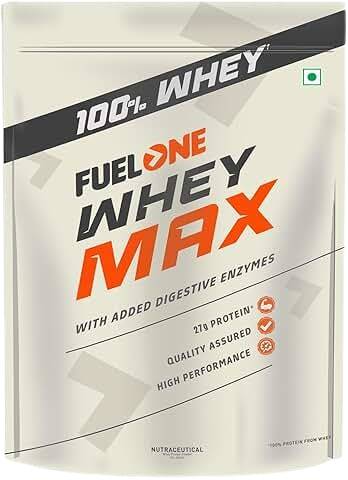 100% WHEY†
FUELONE
WHEY
MAX
WITH ADDED DIGESTIVE ENZYMES
27g PROTEIN*
QUALITY ASSURED
HIGH PERFORMANCE
NUTRACEUTICAL
*100% PROTEIN FROM WHEY